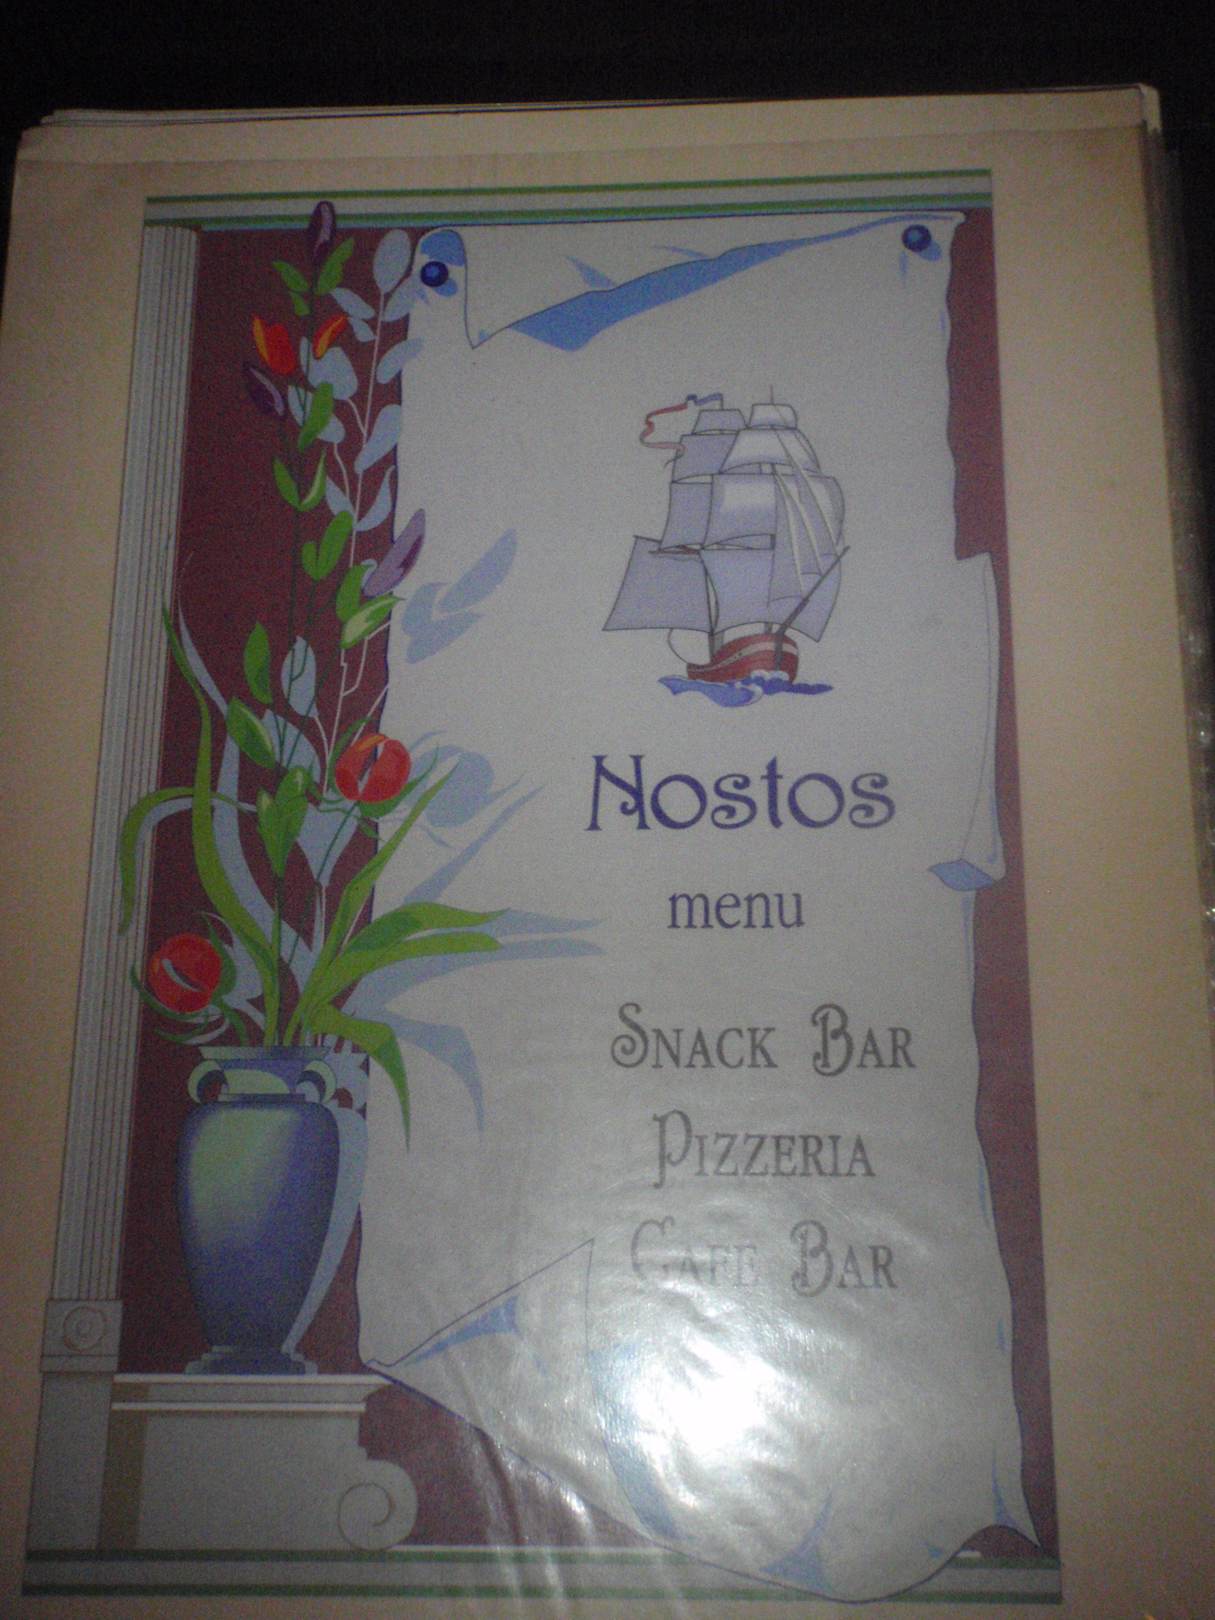 Nostos
menu
SNACK BAR
PIZZERIA
CAFE BAR